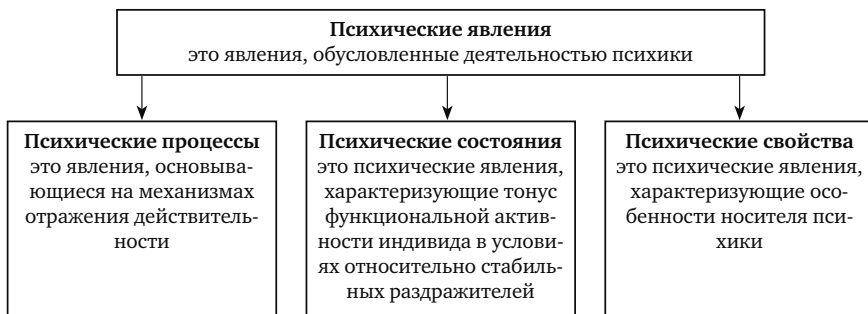 Психические явления
это явления, обусловленные деятельностью психики
Психические процессы
это явления, основыва-
ющиеся на механизмах
отражения действитель-
ности
Психические состояния
это психические явления,
характеризующие тонус
функциональной актив-
ности индивида в услови-
ях относительно стабиль-
ных раздражителей
Психические свойства
это психические явления,
характеризующие осо-
бенности носителя пси-
хики